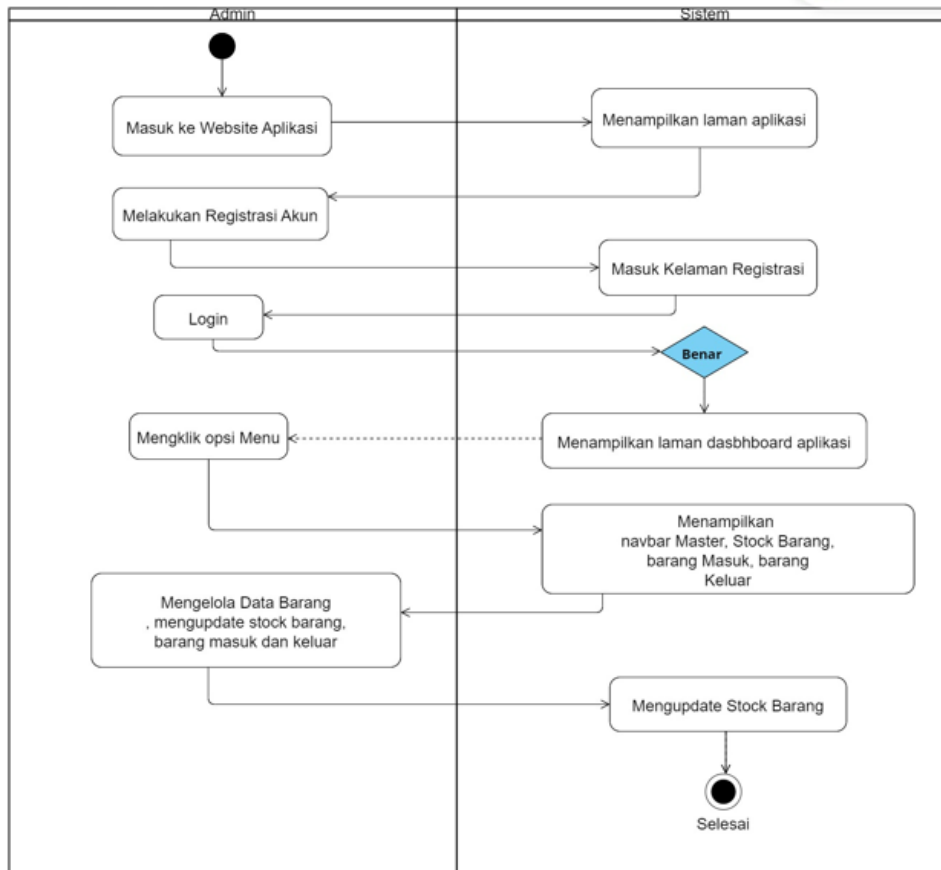 Admin
Sistem
Masuk ke Website Aplikasi
Menampilkan laman aplikasi
Melakukan Registrasi Akun
Masuk Kelaman Registrasi
Login
Benar
Mengklik opsi Menu
Menampilkan laman dasbhboard aplikasi
Menampilkan
navbar Master, Stock Barang,
barang Masuk, barang
Keluar
Mengelola Data Barang
, mengupdate stock barang,
barang masuk dan keluar
Mengupdate Stock Barang
Selesai